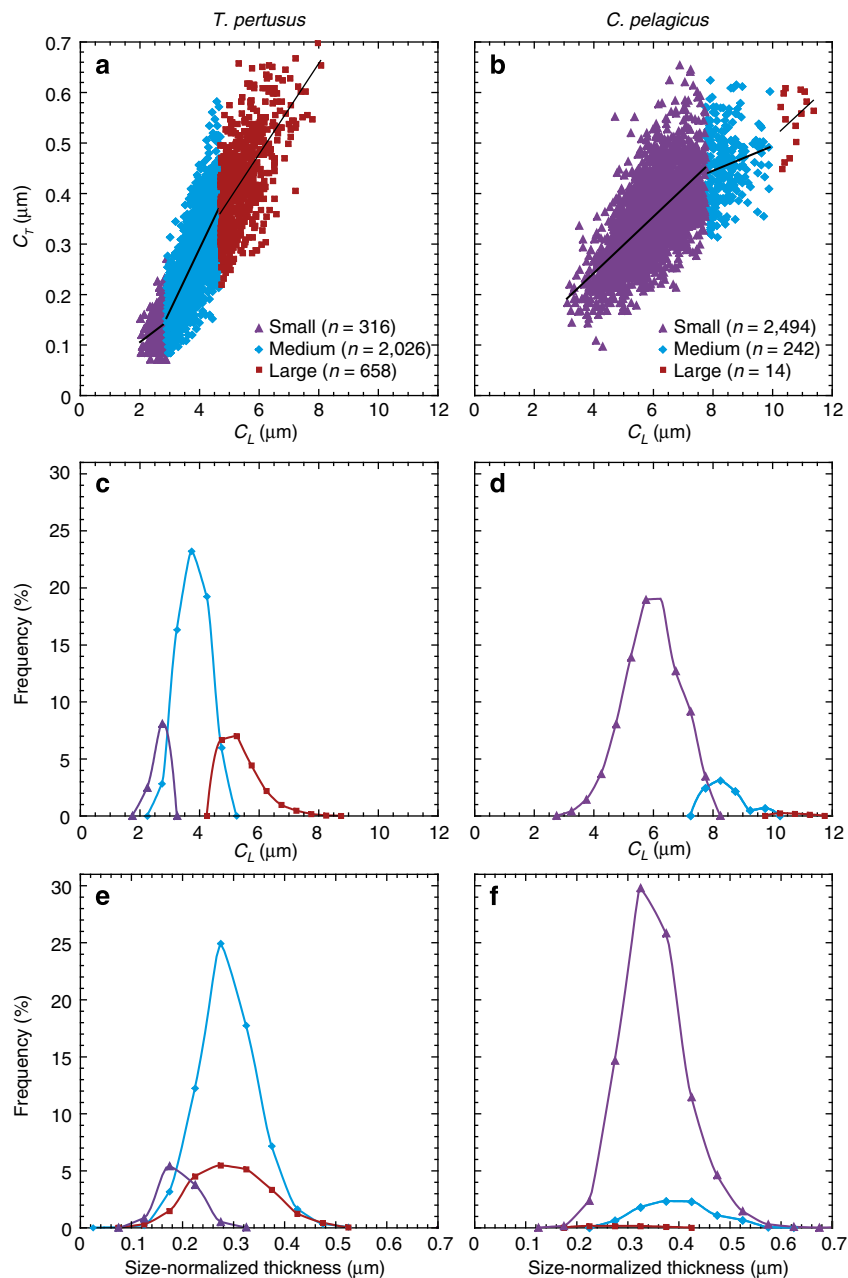 T. pertusus
C. pelagicus
a
0.7
0.6
0.5
0.4
0.3
0.2
0.1
0
C_T (μm)
Small (n = 316)
Medium (n = 2,026)
Large (n = 658)
0 2 4 6 8 10 12
C_L (μm)
b
Small (n = 2,494)
Medium (n = 242)
Large (n = 14)
0 2 4 6 8 10 12
C_L (μm)
c
30
25
20
15
10
5
0
Frequency (%)
0 2 4 6 8 10 12
C_L (μm)
d
0 2 4 6 8 10 12
C_L (μm)
e
30
25
20
15
10
5
0
Frequency (%)
0 0.1 0.2 0.3 0.4 0.5 0.6 0.7
Size-normalized thickness (μm)
f
0 0.1 0.2 0.3 0.4 0.5 0.6 0.7
Size-normalized thickness (μm)